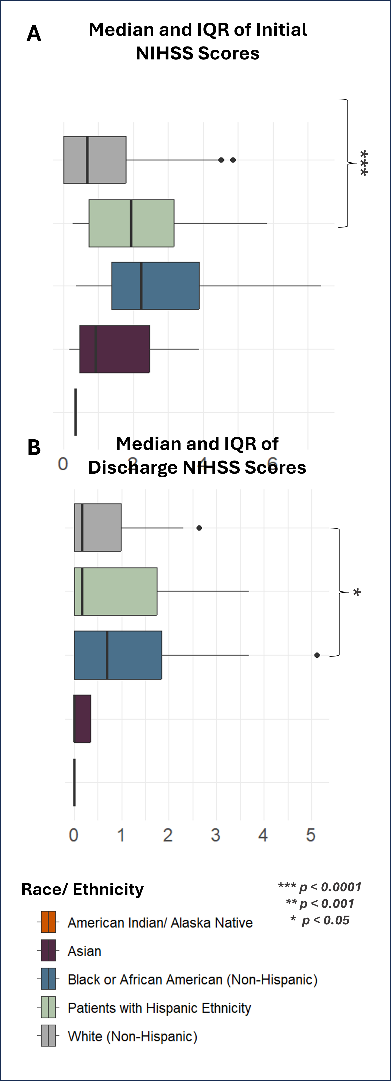 A
Median and IQR of Initial
NIHSS Scores
***
0 2 4 6
B
Median and IQR of
Discharge NIHSS Scores
*
0 1 2 3 4 5
Race/ Ethnicity
*** p < 0.0001
** p < 0.001
* p < 0.05
American Indian/ Alaska Native
Asian
Black or African American (Non-Hispanic)
Patients with Hispanic Ethnicity
White (Non-Hispanic)